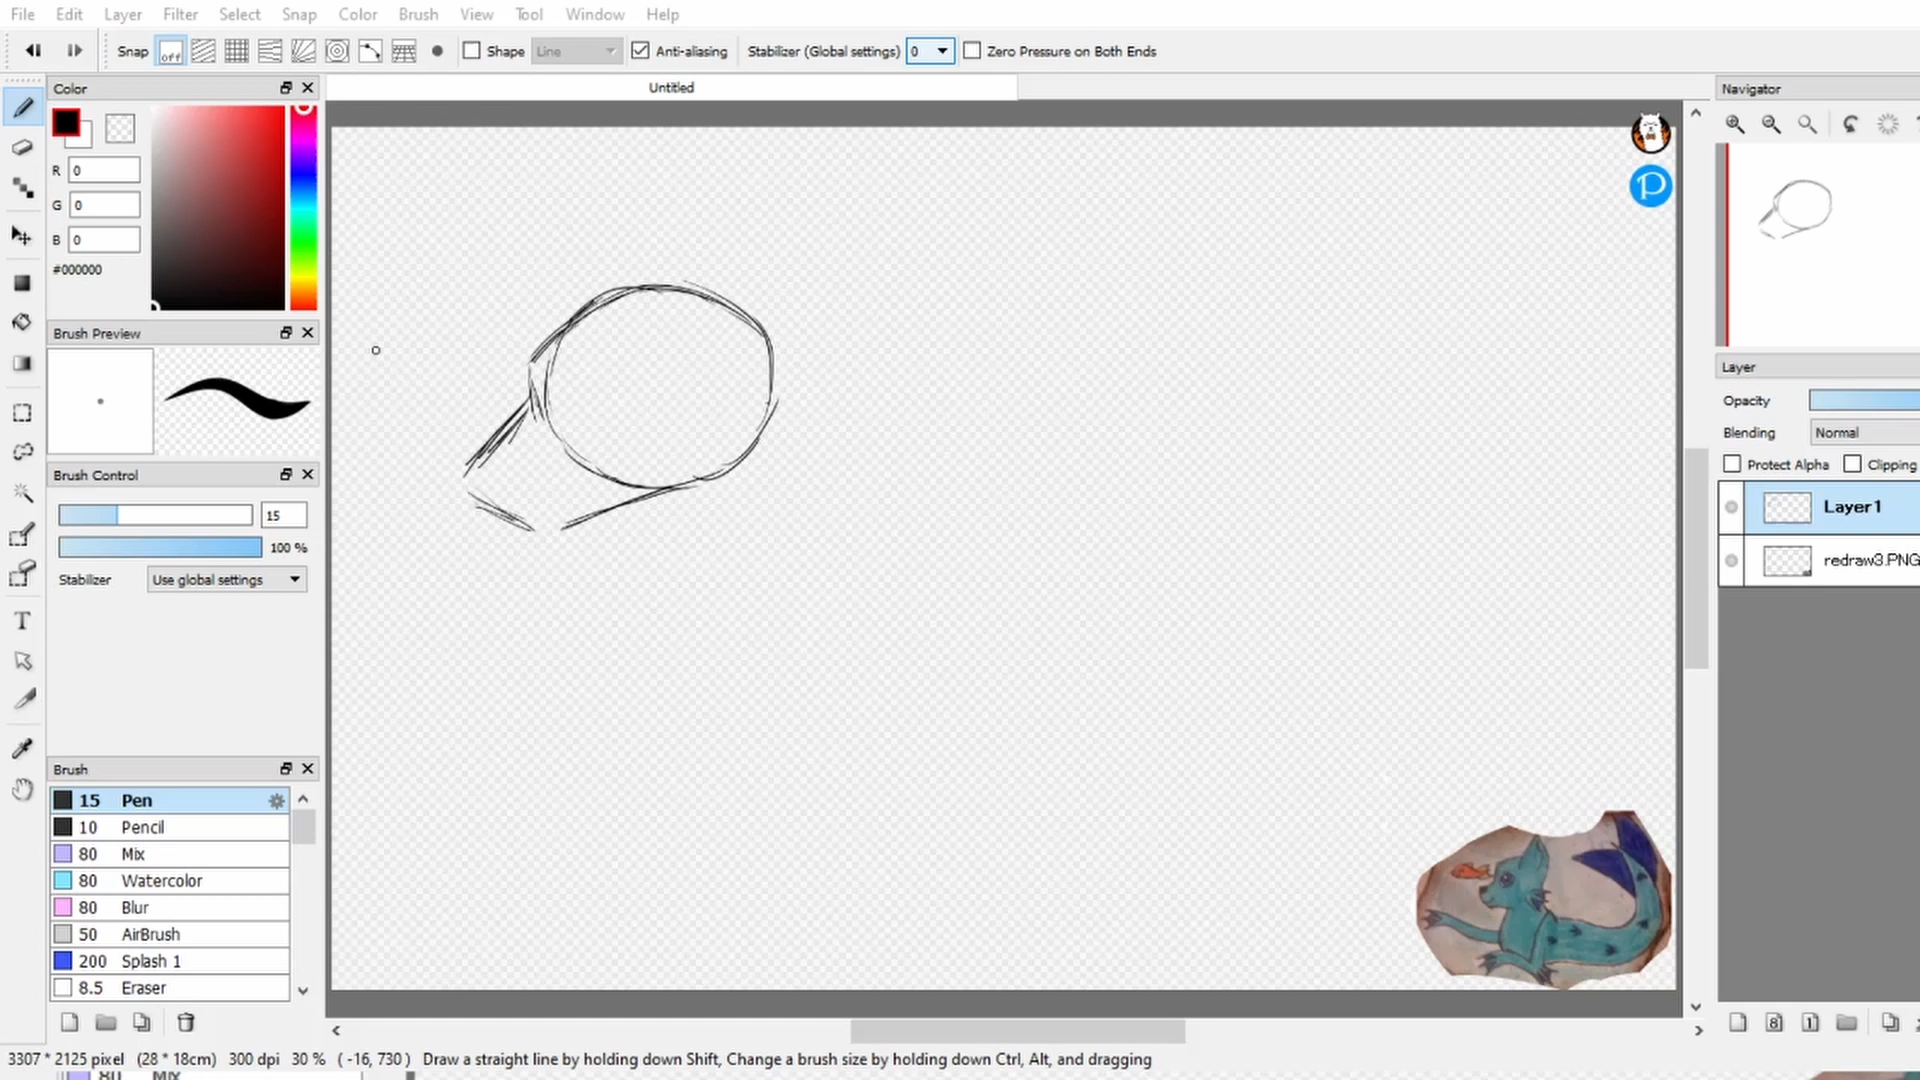 File Edit Layer Filter Select Snap Color Brush View Tool Window Help
Snap off Shape Line Anti-aliasing Stabilizer (Global settings) 0 Zero Pressure on Both Ends
Color
Untitled
Navigator
R 0
G 0
B 0
#000000
P
Brush Preview
Layer
Opacity
Blending Normal
Protect Alpha Clipping
Brush Control
15
Layer1
100 %
redraw3.PNG
Stabilizer Use global settings
T
Brush
15 Pen
10 Pencil
80 Mix
80 Watercolor
80 Blur
50 AirBrush
200 Splash 1
8.5 Eraser
8 1
3307 * 2125 pixel (28 * 18cm) 300 dpi 30 % ( -16, 730 ) Draw a straight line by holding down Shift, Change a brush size by holding down Ctrl, Alt, and dragging
80 Mix